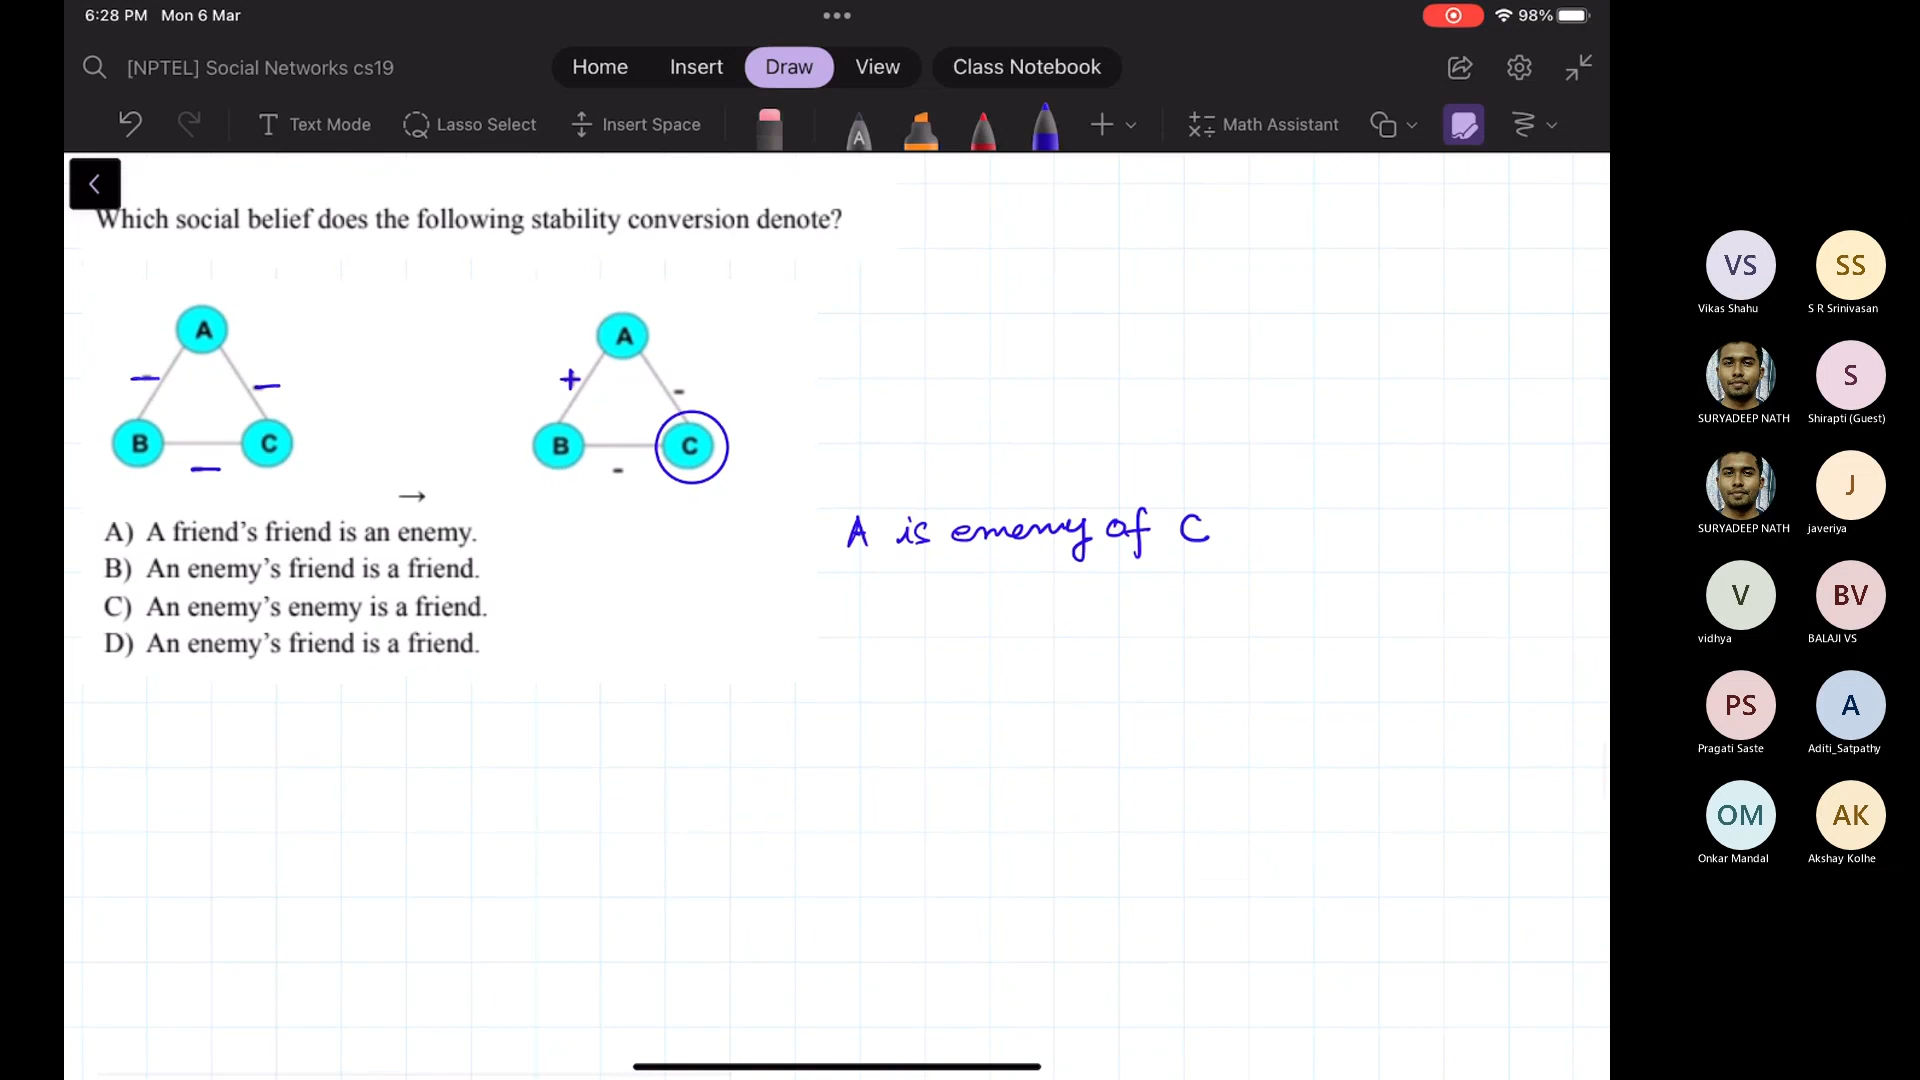 6:28 PM Mon 6 Mar
98%
[NPTEL] Social Networks cs19
Home Insert Draw View Class Notebook
Text Mode Lasso Select Insert Space A Math Assistant
Which social belief does the following stability conversion denote?
A A
- - + -
B C B C
- -
→
A) A friend's friend is an enemy.
B) An enemy's friend is a friend.
C) An enemy's enemy is a friend.
D) An enemy's friend is a friend.
A is enemy of C
VS SS
Vikas Shahu S R Srinivasan
S
SURYADEEP NATH Shirapti (Guest)
J
SURYADEEP NATH javeriya
V BV
vidhya BALAJI VS
PS A
Pragati Saste Aditi_Satpathy
OM AK
Onkar Mandal Akshay Kolhe